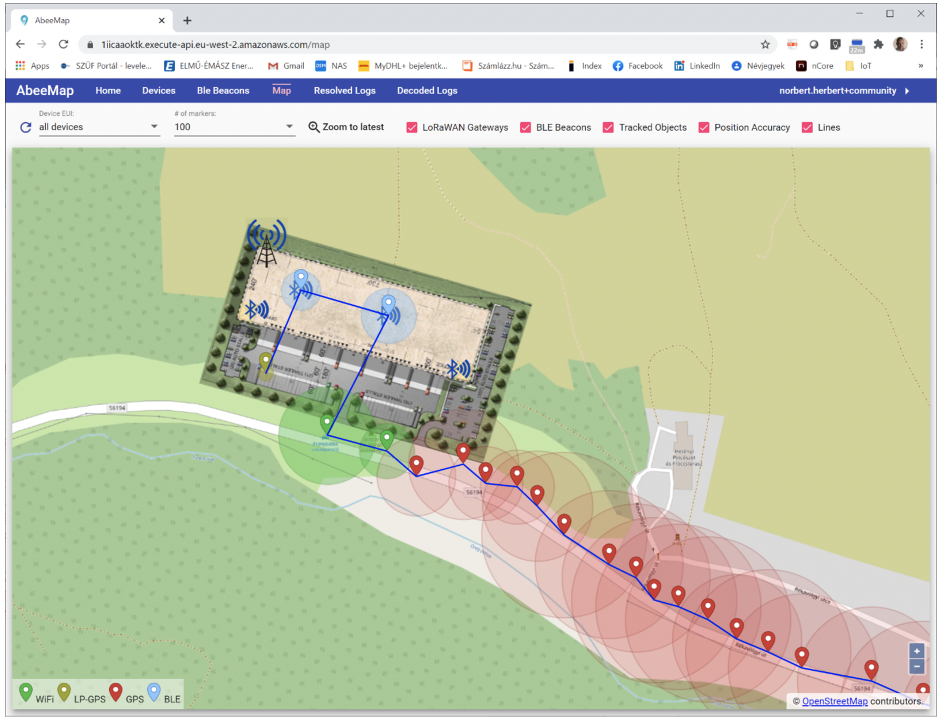 AbeeMap
1iicaaoktk.execute-api.eu-west-2.amazonaws.com/map
Apps SZÜF Portál - levele... ELMŰ-ÉMÁSZ Ener... Gmail NAS MyDHL+ bejelentk... Számlázz.hu - Szám... Index Facebook LinkedIn Névjegyek nCore IoT »
AbeeMap Home Devices Ble Beacons Map Resolved Logs Decoded Logs norbert.herbert+community
Device EUI: # of markers:
all devices 100 Zoom to latest LoRaWAN Gateways BLE Beacons Tracked Objects Position Accuracy Lines
56194
56194
56194
WiFi LP-GPS GPS BLE
+
−
© OpenStreetMap contributors.